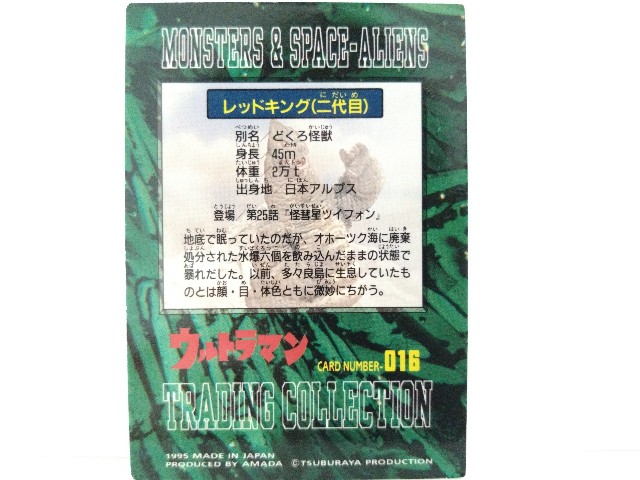 MONSTERS & SPACE-ALIENS
レッドキング(二代目)
別名/どくろ怪獣
身長/45m
体重/2万t
出身地/日本アルプス
登場/第25話『怪彗星ツイフォン』
地底で眠っていたのだが、オホーツク海に廃棄
処分された水爆六個を飲み込んだままの状態で
暴れだした。以前、多々良島に生息していたも
のとは顔・目・体色ともに微妙にちがう。
ウルトラマン
CARD NUMBER-016
TRADING COLLECTION
1995 MADE IN JAPAN
PRODUCED BY AMADA ©TSUBURAYA PRODUCTION